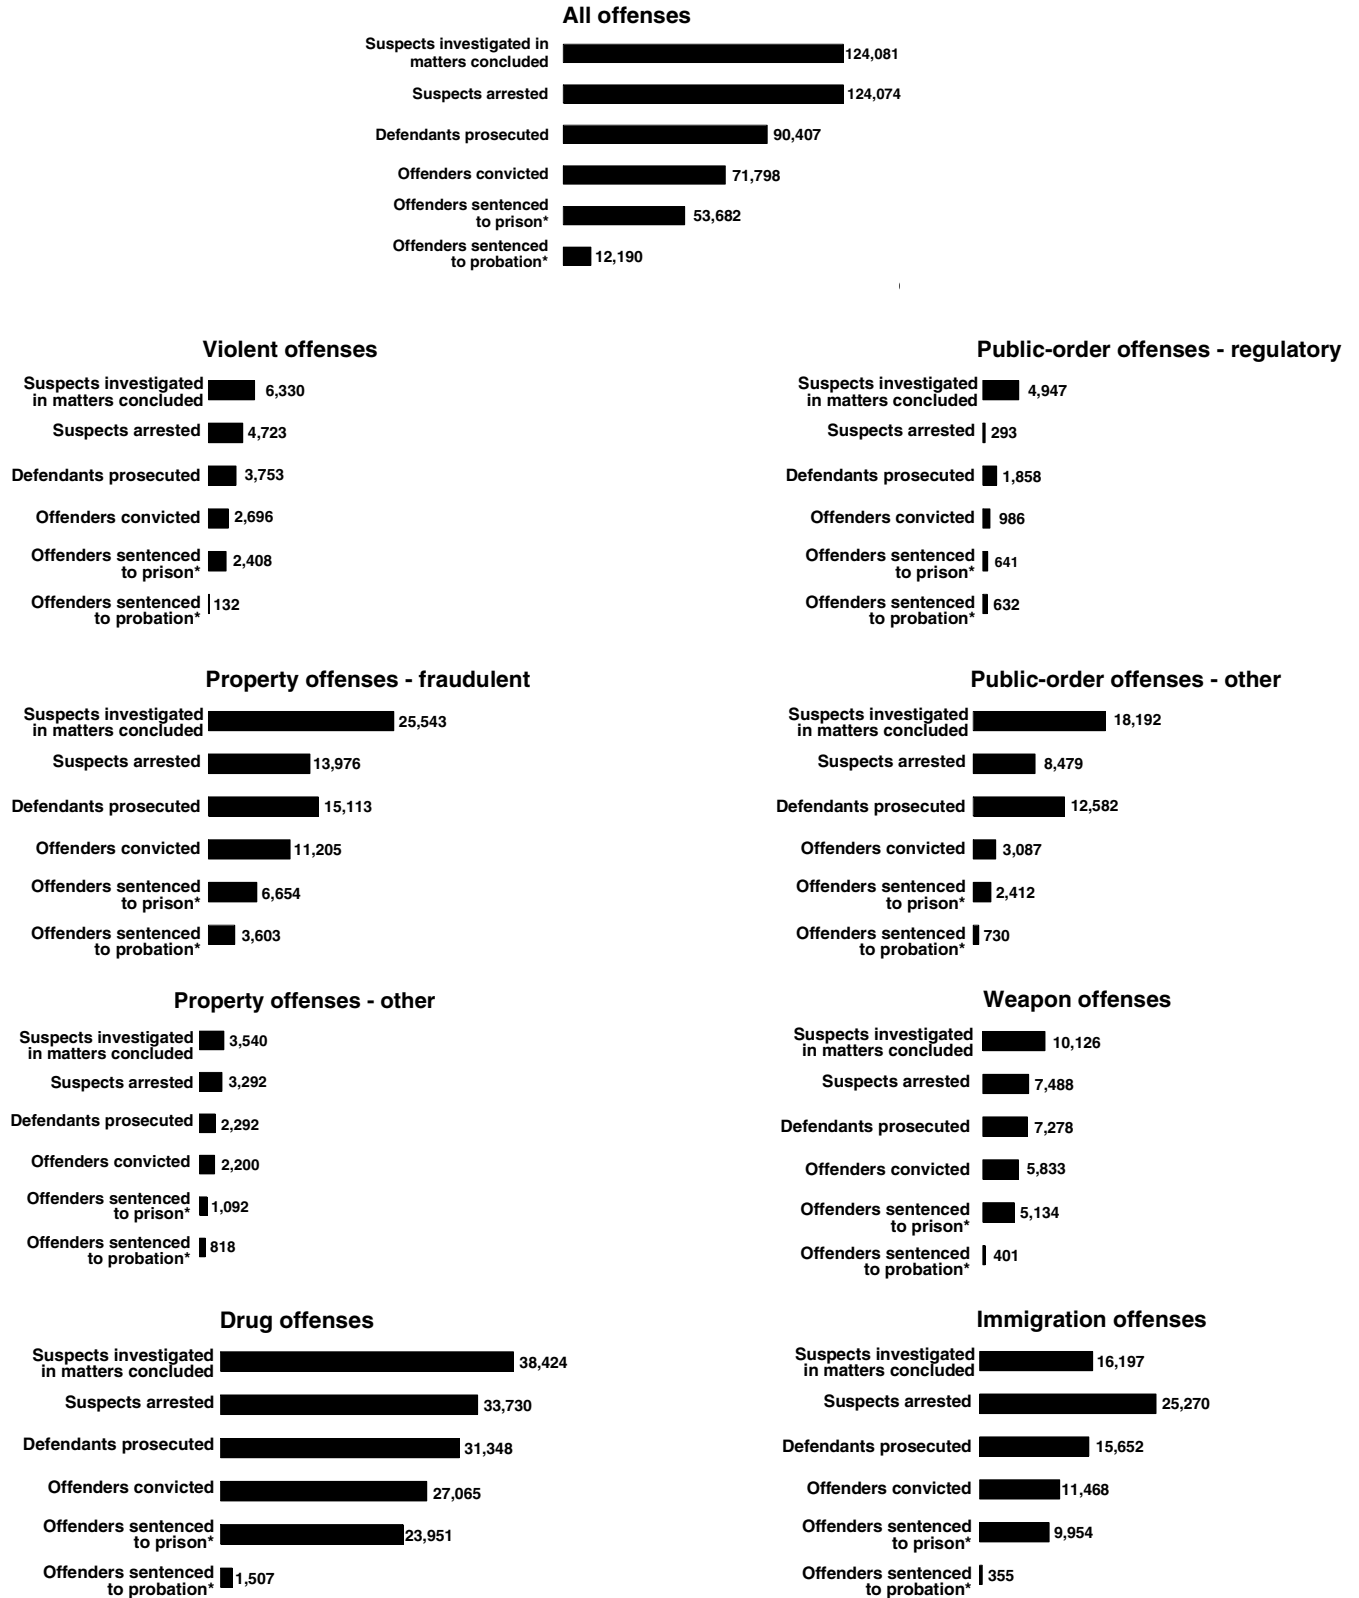 All offenses
Suspects investigated in
matters concluded
124,081
Suspects arrested
124,074
Defendants prosecuted
90,407
Offenders convicted
71,798
Offenders sentenced
to prison*
53,682
Offenders sentenced
to probation*
12,190
Violent offenses
Suspects investigated
in matters concluded
6,330
Suspects arrested
4,723
Defendants prosecuted
3,753
Offenders convicted
2,696
Offenders sentenced
to prison*
2,408
Offenders sentenced
to probation*
132
Public-order offenses - regulatory
Suspects investigated
in matters concluded
4,947
Suspects arrested
293
Defendants prosecuted
1,858
Offenders convicted
986
Offenders sentenced
to prison*
641
Offenders sentenced
to probation*
632
Property offenses - fraudulent
Suspects investigated
in matters concluded
25,543
Suspects arrested
13,976
Defendants prosecuted
15,113
Offenders convicted
11,205
Offenders sentenced
to prison*
6,654
Offenders sentenced
to probation*
3,603
Public-order offenses - other
Suspects investigated
in matters concluded
18,192
Suspects arrested
8,479
Defendants prosecuted
12,582
Offenders convicted
3,087
Offenders sentenced
to prison*
2,412
Offenders sentenced
to probation*
730
Property offenses - other
Suspects investigated
in matters concluded
3,540
Suspects arrested
3,292
Defendants prosecuted
2,292
Offenders convicted
2,200
Offenders sentenced
to prison*
1,092
Offenders sentenced
to probation*
818
Weapon offenses
Suspects investigated
in matters concluded
10,126
Suspects arrested
7,488
Defendants prosecuted
7,278
Offenders convicted
5,833
Offenders sentenced
to prison*
5,134
Offenders sentenced
to probation*
401
Drug offenses
Suspects investigated
in matters concluded
38,424
Suspects arrested
33,730
Defendants prosecuted
31,348
Offenders convicted
27,065
Offenders sentenced
to prison*
23,951
Offenders sentenced
to probation*
1,507
Immigration offenses
Suspects investigated
in matters concluded
16,197
Suspects arrested
25,270
Defendants prosecuted
15,652
Offenders convicted
11,468
Offenders sentenced
to prison*
9,954
Offenders sentenced
to probation*
355